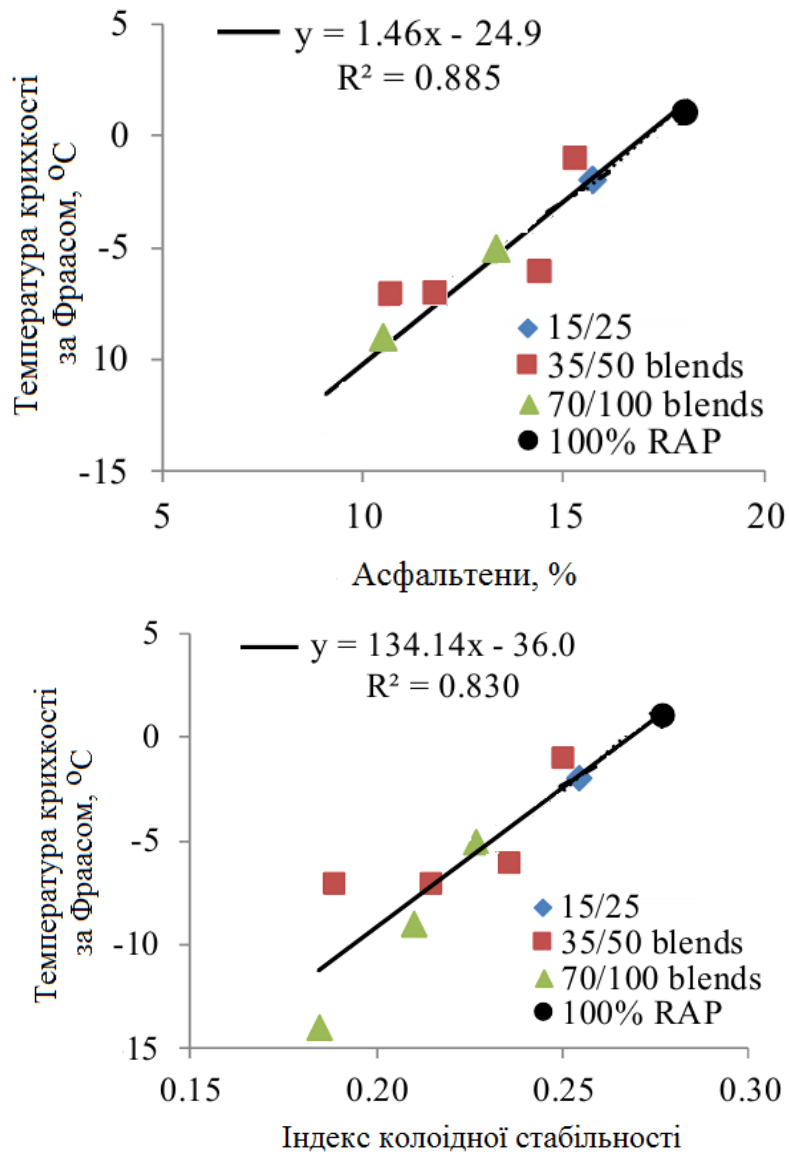 5
y = 1.46x - 24.9
R² = 0.885
0
-5
10
-15
Температура крихкості
за Фраасом, °С
15/25
35/50 blends
70/100 blends
100% RAP
5
10
15
20
Асфальтени, %
5
y = 134.14x - 36.0
R² = 0.830
0
-5
-10
15
Температура крихкості
за Фраасом, °С
15/25
35/50 blends
70/100 blends
100% RAP
0.15
0.20
0.25
0.30
Індекс колоїдної стабільності